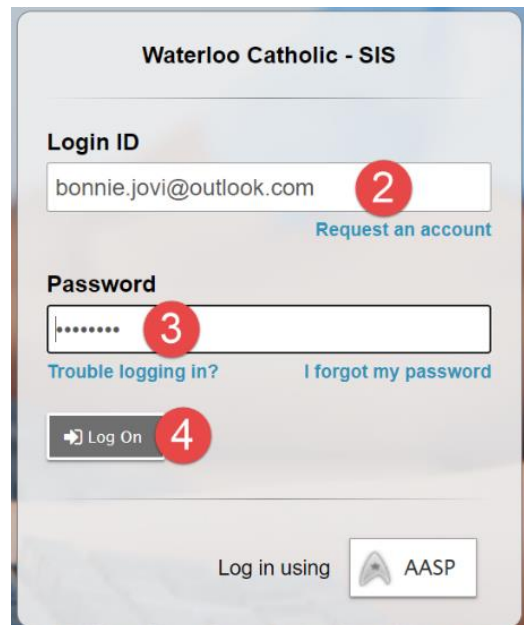 Waterloo Catholic - SIS
Login ID
bonnie.jovi@outlook.com 2
Request an account
Password
•••••••• 3
Trouble logging in? I forgot my password
Log On 4
Log in using AASP